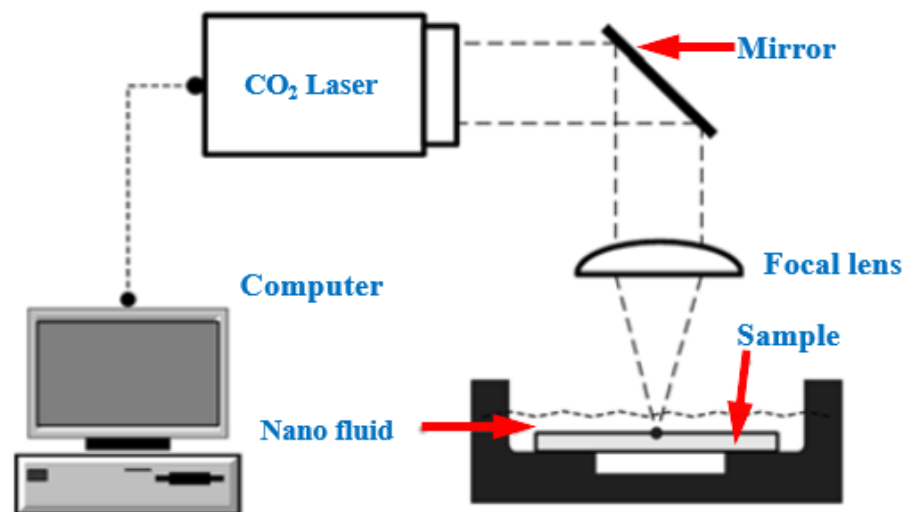 CO₂ Laser
Mirror
Focal lens
Computer
Sample
Nano fluid